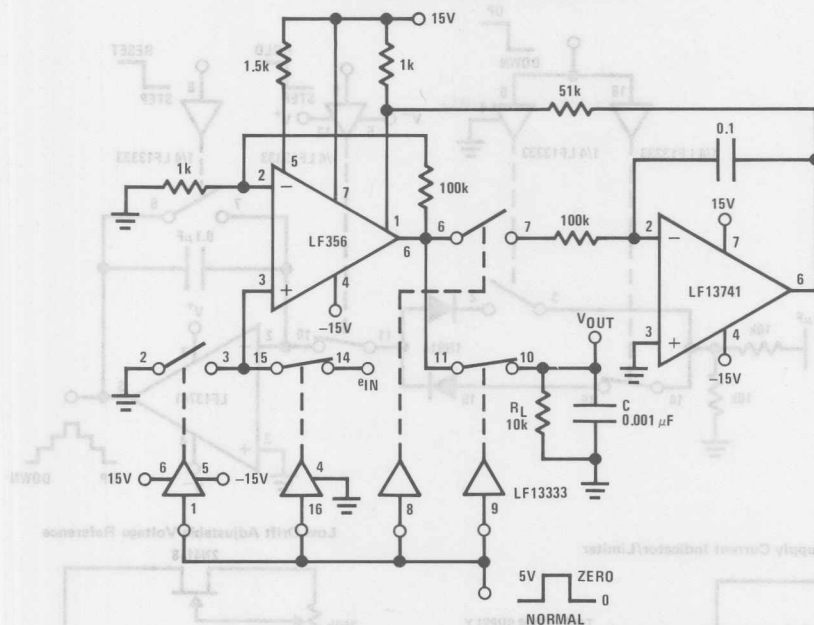 15V
1.5k
1k
51k
0.1
5
1k
2
−
7
100k
1
6
LF356
3
+
4
−15V
6
7
100k
15V
2
−
7
LF13741
6
3
+
4
−15V
2
3
15
14
eIN
11
10
VOUT
RL
10k
C
0.001 μF
15V
6
5
−15V
1
4
16
8
9
LF13333
5V
ZERO
0
NORMAL